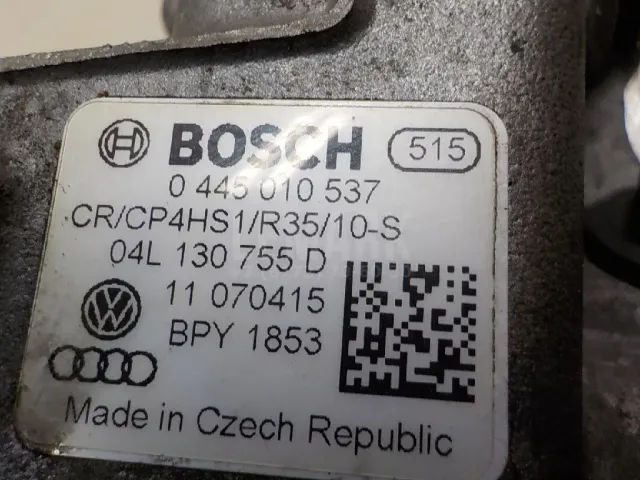 BOSCH 515
0 445 010 537
CR/CP4HS1/R35/10-S
04L 130 755 D
11 070415
BPY 1853
Made in Czech Republic